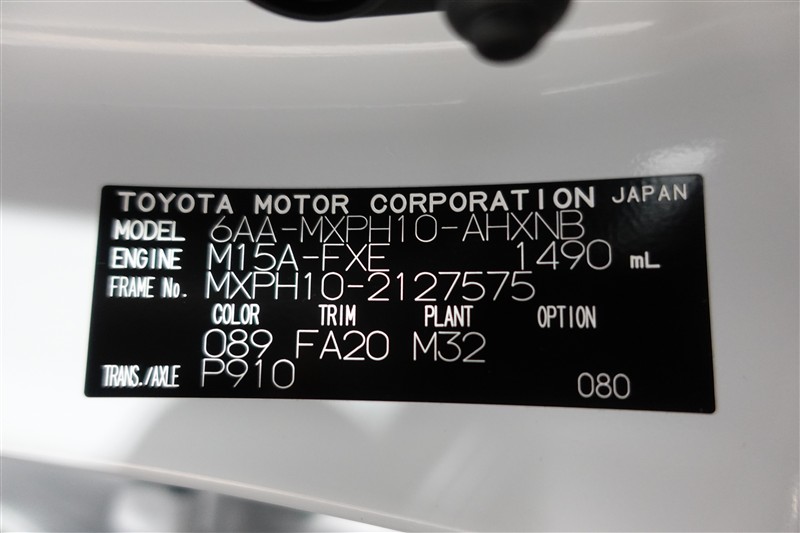 TOYOTA MOTOR CORPORATION JAPAN
MODEL 6AA-MXPH10-AHXNB
ENGINE M15A-FXE 1490 mL
FRAME No. MXPH10-2127575
COLOR TRIM PLANT OPTION
089 FA20 M32
TRANS./AXLE P910 080